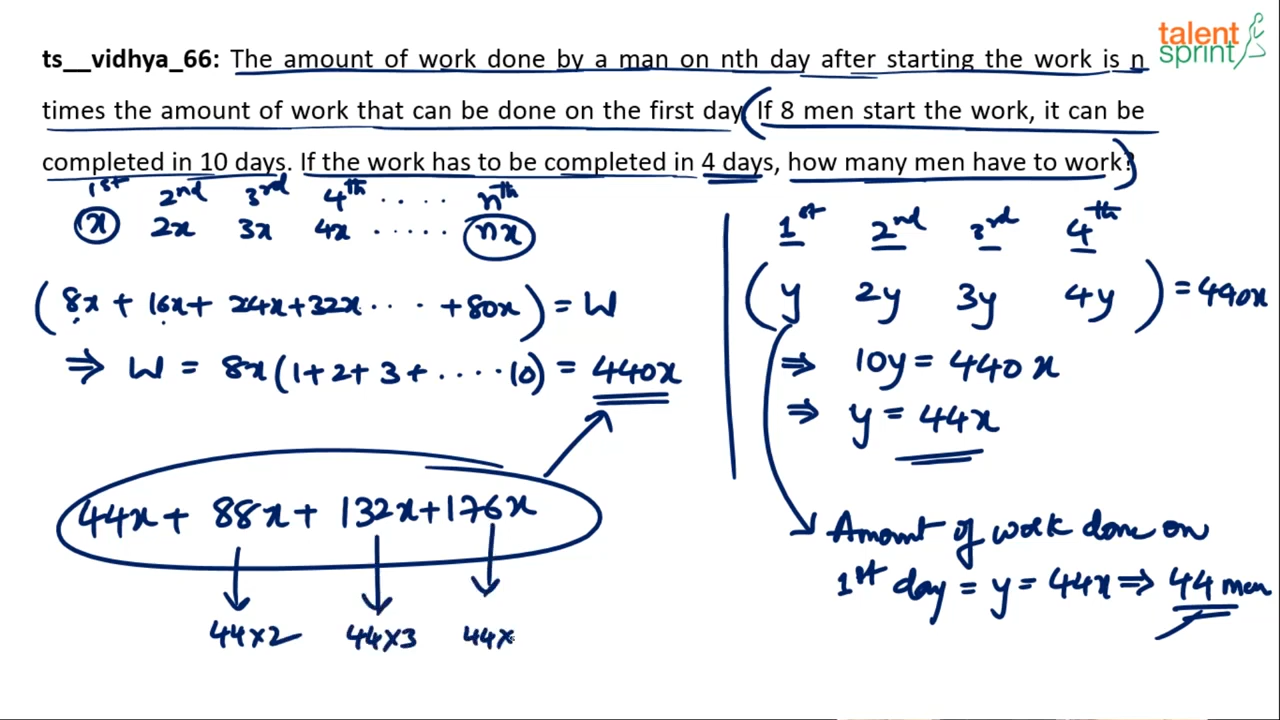 talent
sprint
ts__vidhya_66: The amount of work done by a man on nth day after starting the work is n
times the amount of work that can be done on the first day. If 8 men start the work, it can be
completed in 10 days. If the work has to be completed in 4 days, how many men have to work?
1st 2nd 3rd 4th ..... nth
x 2x 3x 4x ..... nx
(8x + 16x + 24x + 32x ... + 80x) = W
⇒ W = 8x (1+2+3+ .... 10) = 440x
44x + 88x + 132x + 176x
44×2 44×3 44×
1st 2nd 3rd 4th
(y 2y 3y 4y) = 440x
⇒ 10y = 440x
⇒ y = 44x
Amount of work done on
1st day = y = 44x ⇒ 44 men